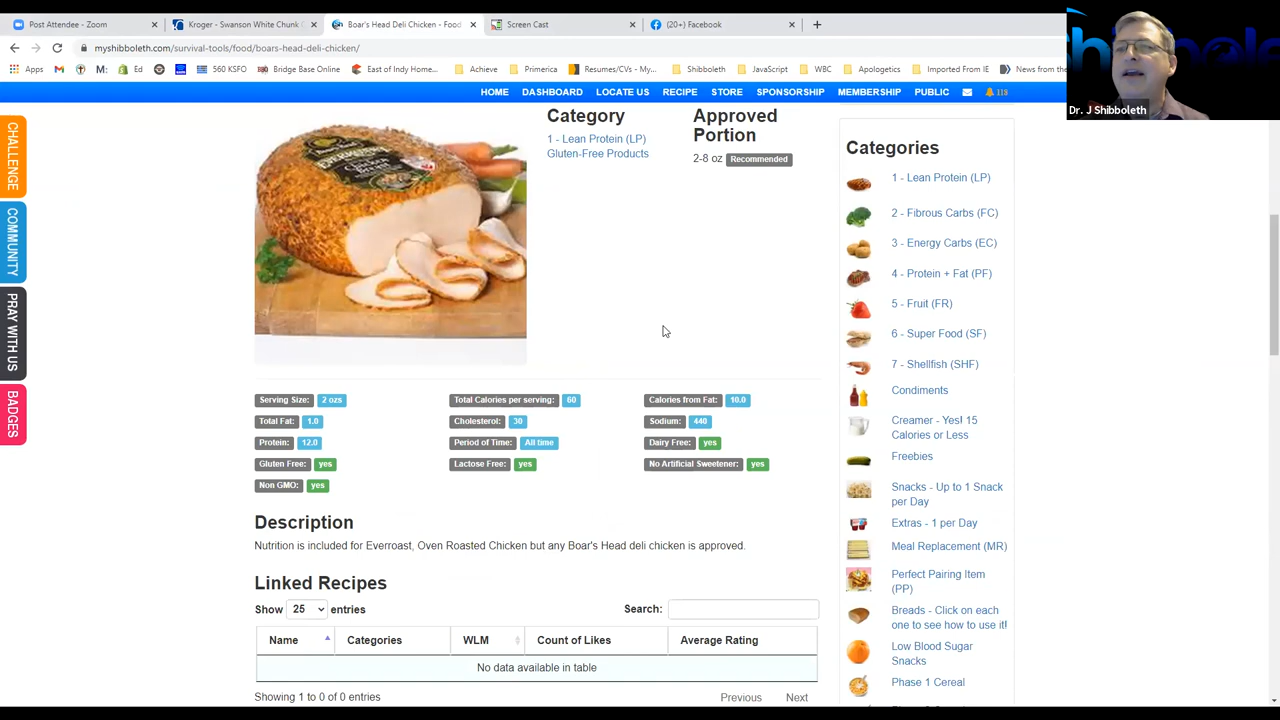 Post Attendee - Zoom
Kroger - Swanson White Chunk
Boar's Head Deli Chicken - Food
Screen Cast
(20+) Facebook
myshibboleth.com/survival-tools/food/boars-head-deli-chicken/
Apps
M:
Ed
560 KSFO
Bridge Base Online
East of Indy Home...
Achieve
Primerica
Resumes/CVs - My...
Shibboleth
JavaScript
WBC
Apologetics
Imported From IE
News from the
Dr. J Shibboleth
HOME DASHBOARD LOCATE US RECIPE STORE SPONSORSHIP MEMBERSHIP PUBLIC 118
CHALLENGE
COMMUNITY
PRAY WITH US
BADGES
EVERROAST
Category
1 - Lean Protein (LP)
Gluten-Free Products
Approved
Portion
2-8 oz Recommended
Serving Size: 2 ozs
Total Calories per serving: 60
Calories from Fat: 10.0
Total Fat: 1.0
Cholesterol: 30
Sodium: 440
Protein: 12.0
Period of Time: All time
Dairy Free: yes
Gluten Free: yes
Lactose Free: yes
No Artificial Sweetener: yes
Non GMO: yes
Description
Nutrition is included for Everroast, Oven Roasted Chicken but any Boar's Head deli chicken is approved.
Linked Recipes
Show 25 entries
Search:
Name Categories WLM Count of Likes Average Rating
No data available in table
Showing 1 to 0 of 0 entries
Previous Next
Categories
1 - Lean Protein (LP)
2 - Fibrous Carbs (FC)
3 - Energy Carbs (EC)
4 - Protein + Fat (PF)
5 - Fruit (FR)
6 - Super Food (SF)
7 - Shellfish (SHF)
Condiments
Creamer - Yes! 15
Calories or Less
Freebies
Snacks - Up to 1 Snack
per Day
Extras - 1 per Day
Meal Replacement (MR)
Perfect Pairing Item
(PP)
Breads - Click on each
one to see how to use it!
Low Blood Sugar
Snacks
Phase 1 Cereal